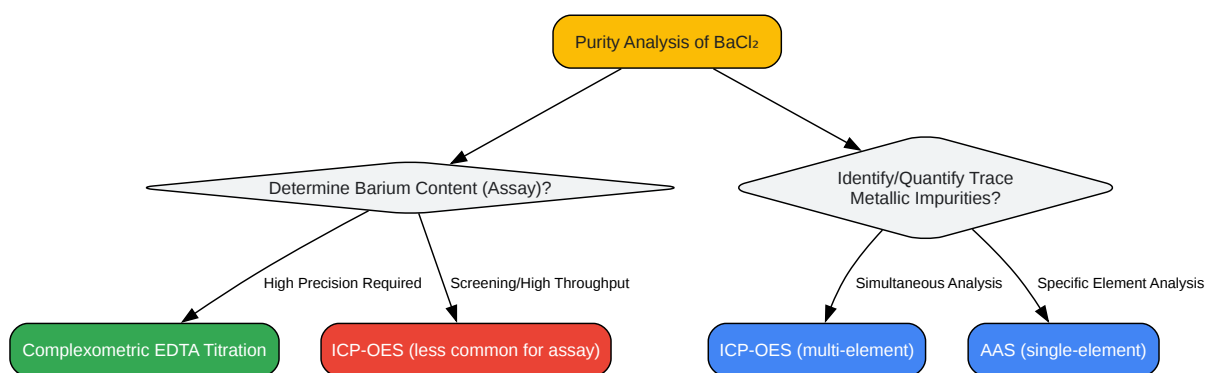 Purity Analysis of BaCl₂
Determine Barium Content (Assay)?
Identify/Quantify Trace
Metallic Impurities?
High Precision Required
Screening/High Throughput
Simultaneous Analysis
Specific Element Analysis
Complexometric EDTA Titration
ICP-OES (less common for assay)
ICP-OES (multi-element)
AAS (single-element)